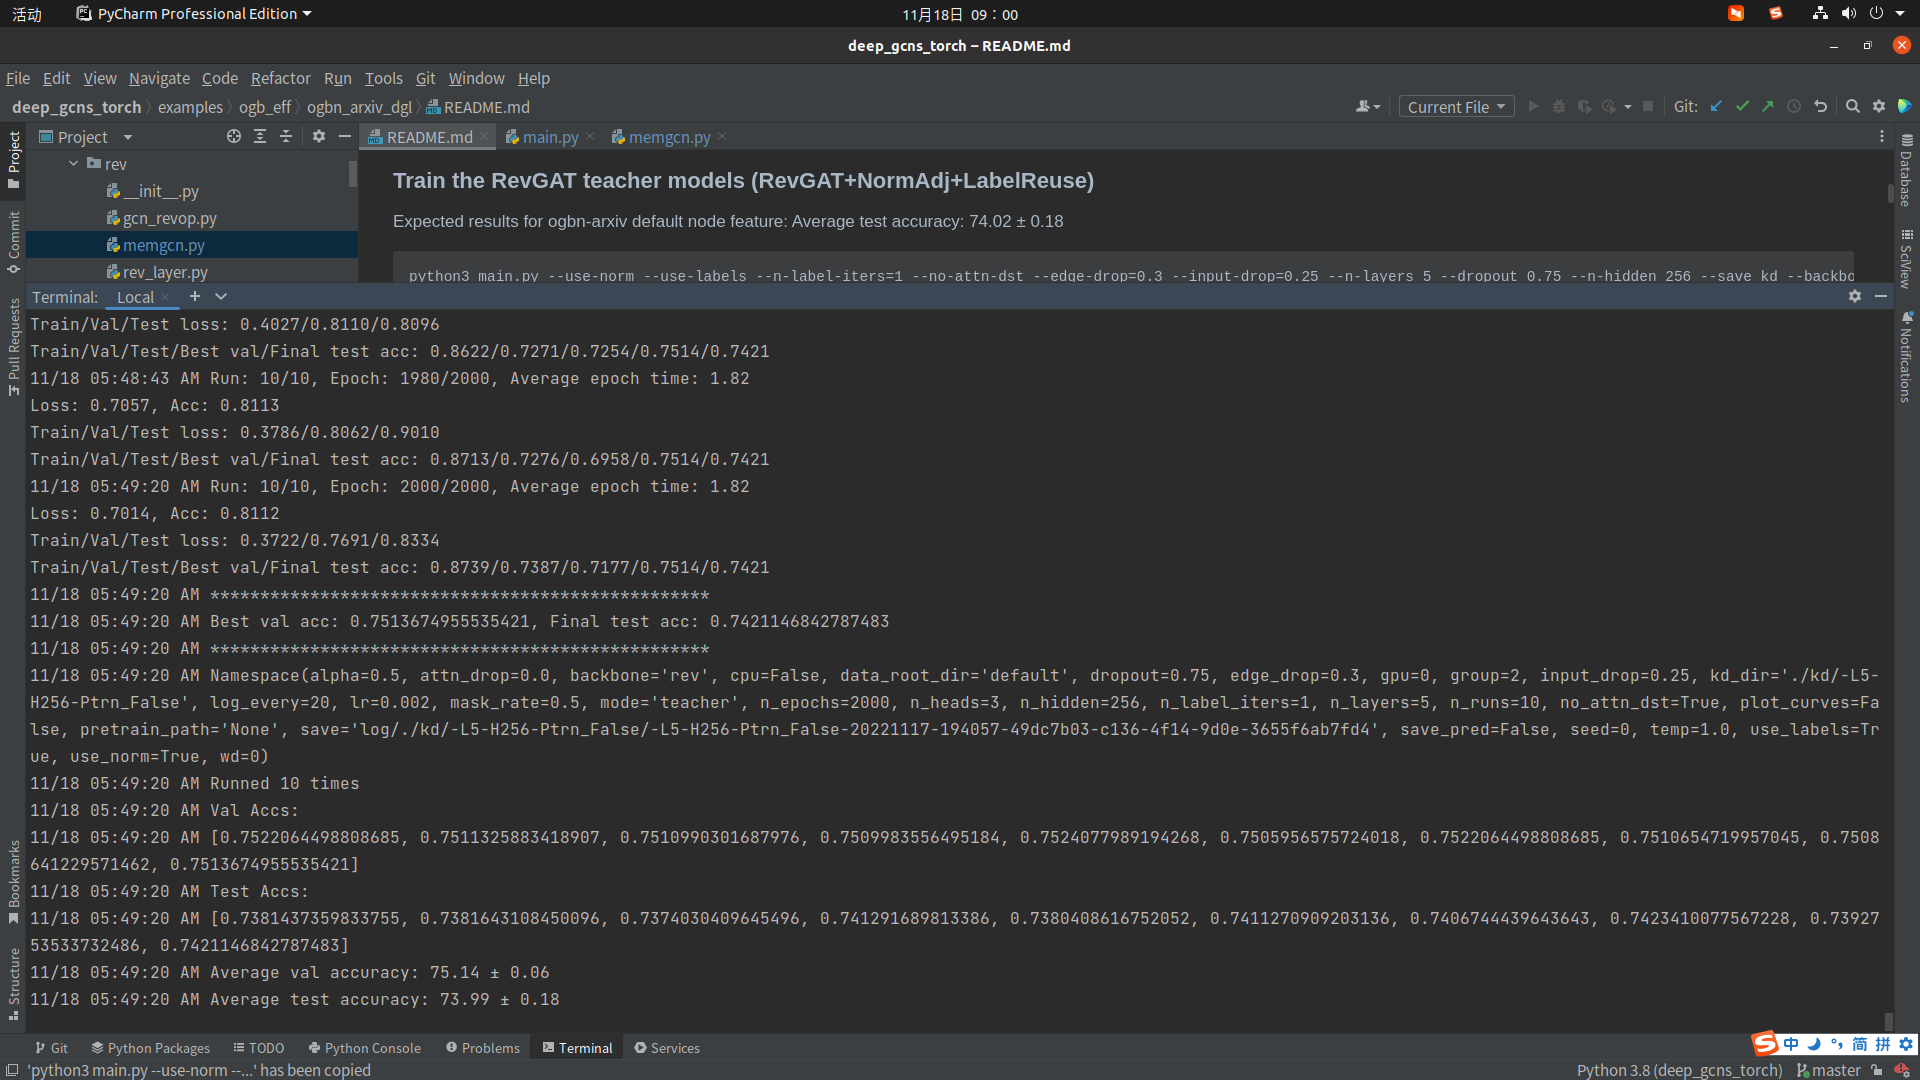 活动
PyCharm Professional Edition
11月18日 09：00
deep_gcns_torch – README.md
File Edit View Navigate Code Refactor Run Tools Git Window Help
deep_gcns_torch examples ogb_eff ogbn_arxiv_dgl README.md
Current File
Git:
Project
README.md
main.py
memgcn.py
rev
__init__.py
gcn_revop.py
memgcn.py
rev_layer.py
Train the RevGAT teacher models (RevGAT+NormAdj+LabelReuse)
Expected results for ogbn-arxiv default node feature: Average test accuracy: 74.02 ± 0.18
python3 main.py --use-norm --use-labels --n-label-iters=1 --no-attn-dst --edge-drop=0.3 --input-drop=0.25 --n-layers 5 --dropout 0.75 --n-hidden 256 --save kd --backbo
Project
Commit
Pull Requests
Bookmarks
Structure
Database
SciView
Notifications
Terminal: Local
Train/Val/Test loss: 0.4027/0.8110/0.8096
Train/Val/Test/Best val/Final test acc: 0.8622/0.7271/0.7254/0.7514/0.7421
11/18 05:48:43 AM Run: 10/10, Epoch: 1980/2000, Average epoch time: 1.82
Loss: 0.7057, Acc: 0.8113
Train/Val/Test loss: 0.3786/0.8062/0.9010
Train/Val/Test/Best val/Final test acc: 0.8713/0.7276/0.6958/0.7514/0.7421
11/18 05:49:20 AM Run: 10/10, Epoch: 2000/2000, Average epoch time: 1.82
Loss: 0.7014, Acc: 0.8112
Train/Val/Test loss: 0.3722/0.7691/0.8334
Train/Val/Test/Best val/Final test acc: 0.8739/0.7387/0.7177/0.7514/0.7421
11/18 05:49:20 AM **************************************************
11/18 05:49:20 AM Best val acc: 0.7513674955535421, Final test acc: 0.7421146842787483
11/18 05:49:20 AM **************************************************
11/18 05:49:20 AM Namespace(alpha=0.5, attn_drop=0.0, backbone='rev', cpu=False, data_root_dir='default', dropout=0.75, edge_drop=0.3, gpu=0, group=2, input_drop=0.25, kd_dir='./kd/-L5-
H256-Ptrn_False', log_every=20, lr=0.002, mask_rate=0.5, mode='teacher', n_epochs=2000, n_heads=3, n_hidden=256, n_label_iters=1, n_layers=5, n_runs=10, no_attn_dst=True, plot_curves=Fa
lse, pretrain_path='None', save='log/./kd/-L5-H256-Ptrn_False/-L5-H256-Ptrn_False-20221117-194057-49dc7b03-c136-4f14-9d0e-3655f6ab7fd4', save_pred=False, seed=0, temp=1.0, use_labels=Tr
ue, use_norm=True, wd=0)
11/18 05:49:20 AM Runned 10 times
11/18 05:49:20 AM Val Accs:
11/18 05:49:20 AM [0.7522064498808685, 0.7511325883418907, 0.7510990301687976, 0.7509983556495184, 0.7524077989194268, 0.7505956575724018, 0.7522064498808685, 0.7510654719957045, 0.7508
641229571462, 0.7513674955535421]
11/18 05:49:20 AM Test Accs:
11/18 05:49:20 AM [0.7381437359833755, 0.7381643108450096, 0.7374030409645496, 0.741291689813386, 0.7380408616752052, 0.7411270909203136, 0.7406744439643643, 0.7423410077567228, 0.73927
53533732486, 0.7421146842787483]
11/18 05:49:20 AM Average val accuracy: 75.14 ± 0.06
11/18 05:49:20 AM Average test accuracy: 73.99 ± 0.18
Git Python Packages TODO Python Console Problems Terminal Services
中 简 拼
'python3 main.py --use-norm --...' has been copied
Python 3.8 (deep_gcns_torch) master